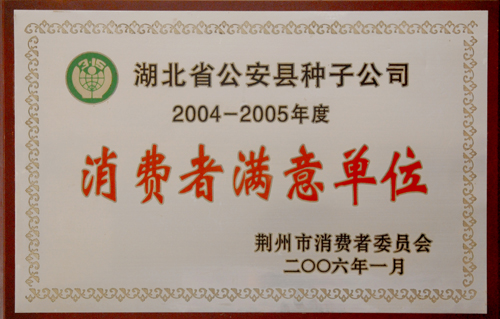 3·15
湖北省公安县种子公司
2004-2005年度
消费者满意单位
荆州市消费者委员会
二〇〇六年一月